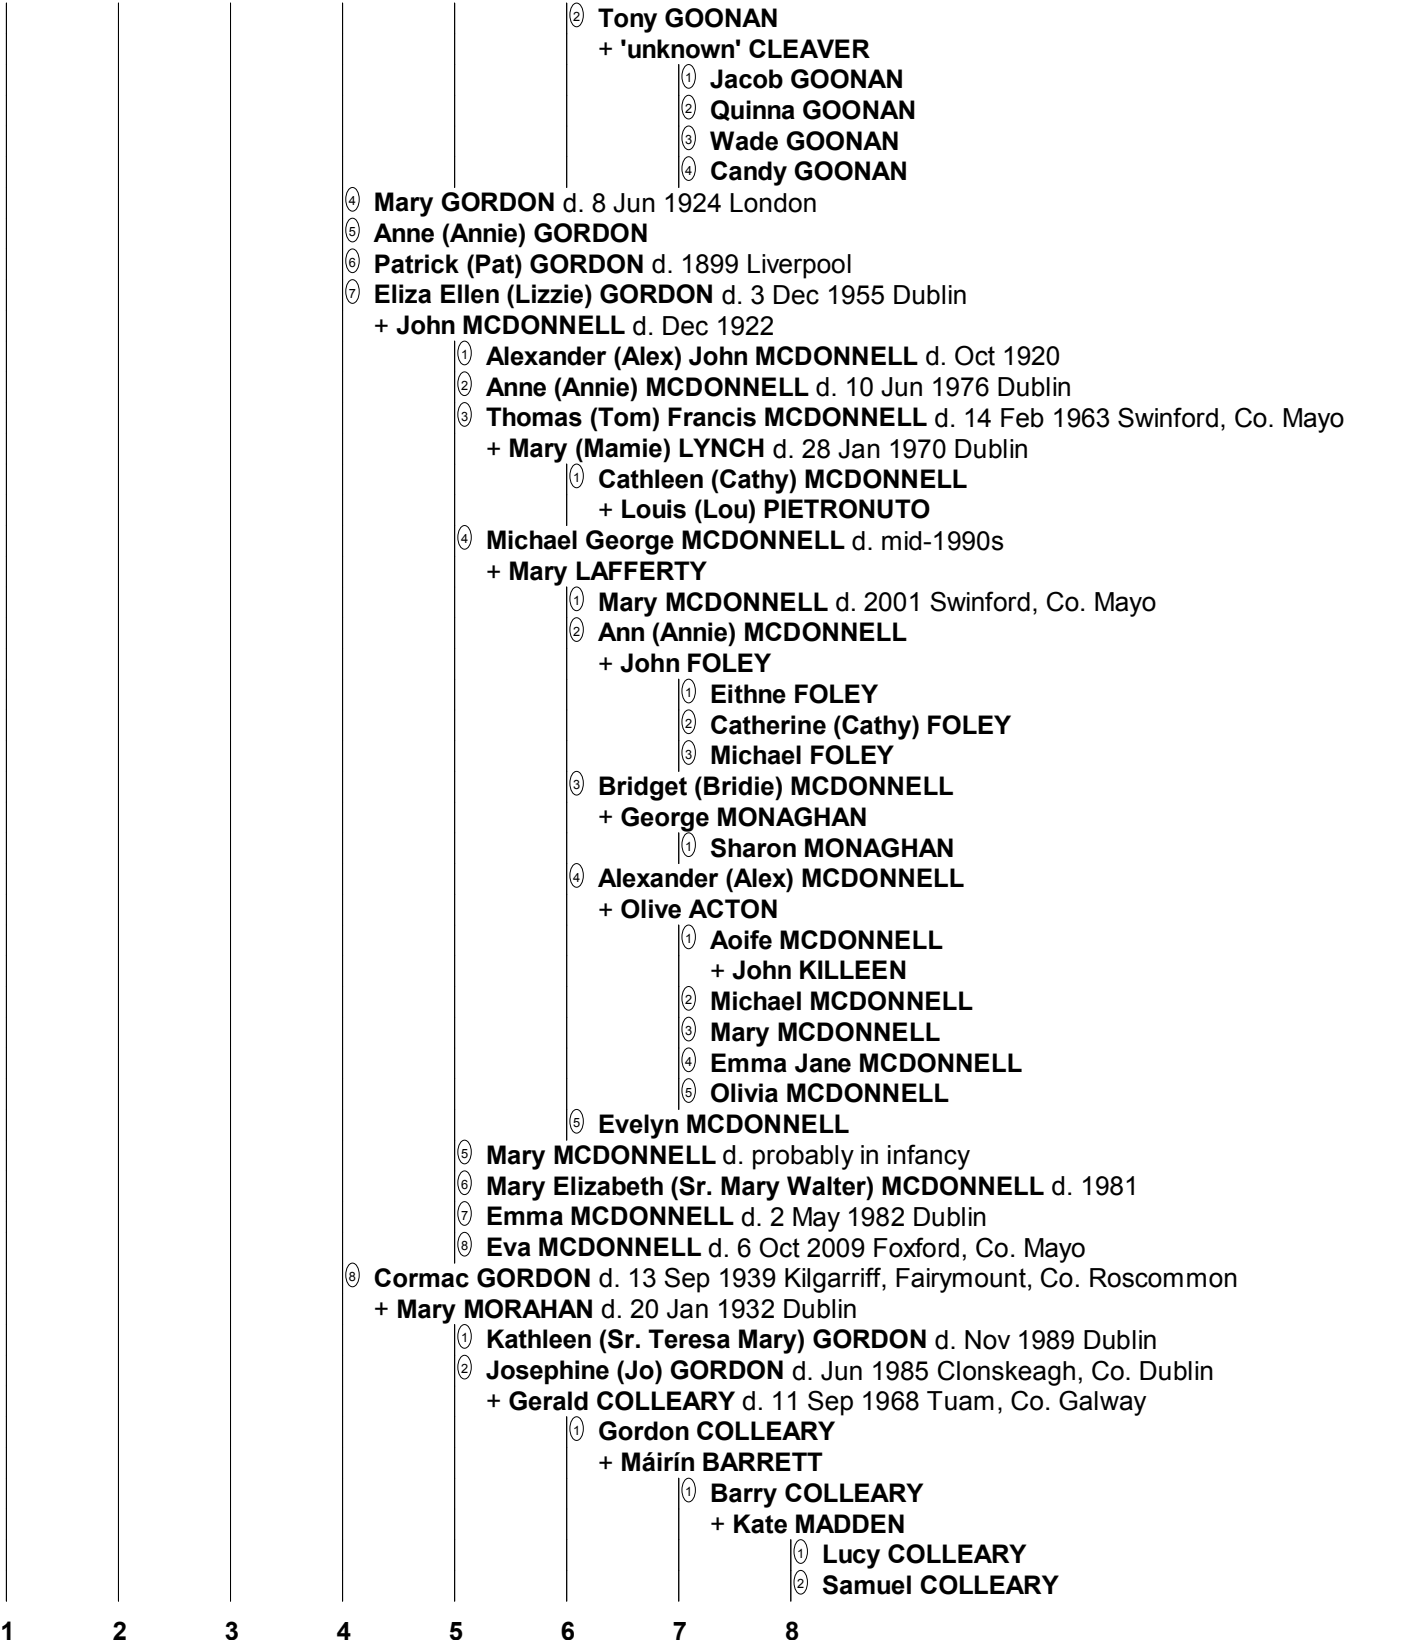 ② Tony GOONAN
+ 'unknown' CLEAVER
① Jacob GOONAN
② Quinna GOONAN
③ Wade GOONAN
④ Candy GOONAN
④ Mary GORDON d. 8 Jun 1924 London
⑤ Anne (Annie) GORDON
⑥ Patrick (Pat) GORDON d. 1899 Liverpool
⑦ Eliza Ellen (Lizzie) GORDON d. 3 Dec 1955 Dublin
+ John MCDONNELL d. Dec 1922
① Alexander (Alex) John MCDONNELL d. Oct 1920
② Anne (Annie) MCDONNELL d. 10 Jun 1976 Dublin
③ Thomas (Tom) Francis MCDONNELL d. 14 Feb 1963 Swinford, Co. Mayo
+ Mary (Mamie) LYNCH d. 28 Jan 1970 Dublin
① Cathleen (Cathy) MCDONNELL
+ Louis (Lou) PIETRONUTO
④ Michael George MCDONNELL d. mid-1990s
+ Mary LAFFERTY
① Mary MCDONNELL d. 2001 Swinford, Co. Mayo
② Ann (Annie) MCDONNELL
+ John FOLEY
① Eithne FOLEY
② Catherine (Cathy) FOLEY
③ Michael FOLEY
③ Bridget (Bridie) MCDONNELL
+ George MONAGHAN
① Sharon MONAGHAN
④ Alexander (Alex) MCDONNELL
+ Olive ACTON
① Aoife MCDONNELL
+ John KILLEEN
② Michael MCDONNELL
③ Mary MCDONNELL
④ Emma Jane MCDONNELL
⑤ Olivia MCDONNELL
⑤ Evelyn MCDONNELL
⑤ Mary MCDONNELL d. probably in infancy
⑥ Mary Elizabeth (Sr. Mary Walter) MCDONNELL d. 1981
⑦ Emma MCDONNELL d. 2 May 1982 Dublin
⑧ Eva MCDONNELL d. 6 Oct 2009 Foxford, Co. Mayo
⑧ Cormac GORDON d. 13 Sep 1939 Kilgarriff, Fairymount, Co. Roscommon
+ Mary MORAHAN d. 20 Jan 1932 Dublin
① Kathleen (Sr. Teresa Mary) GORDON d. Nov 1989 Dublin
② Josephine (Jo) GORDON d. Jun 1985 Clonskeagh, Co. Dublin
+ Gerald COLLEARY d. 11 Sep 1968 Tuam, Co. Galway
① Gordon COLLEARY
+ Máirín BARRETT
① Barry COLLEARY
+ Kate MADDEN
① Lucy COLLEARY
② Samuel COLLEARY
1 2 3 4 5 6 7 8